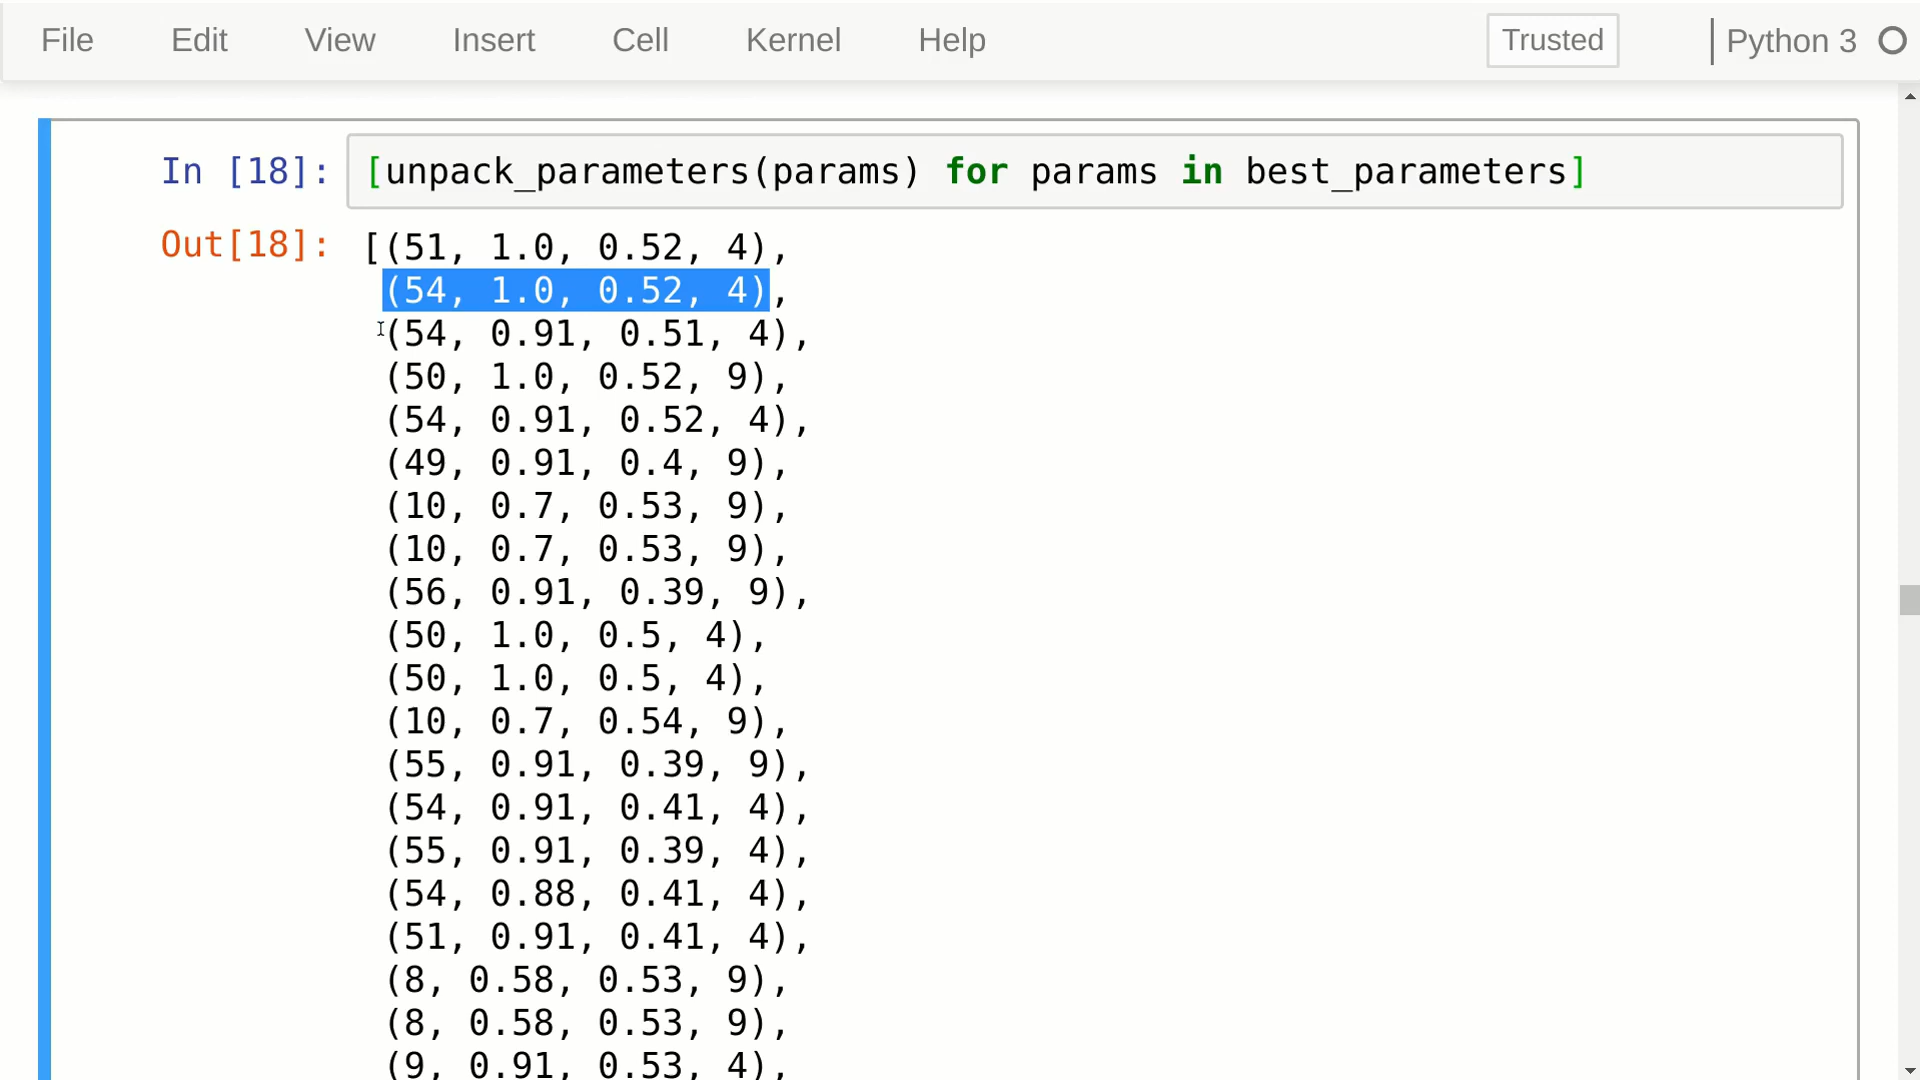 File Edit View Insert Cell Kernel Help Trusted Python 3
In [18]: [unpack_parameters(params) for params in best_parameters]
Out[18]: [(51, 1.0, 0.52, 4),
(54, 1.0, 0.52, 4),
(54, 0.91, 0.51, 4),
(50, 1.0, 0.52, 9),
(54, 0.91, 0.52, 4),
(49, 0.91, 0.4, 9),
(10, 0.7, 0.53, 9),
(10, 0.7, 0.53, 9),
(56, 0.91, 0.39, 9),
(50, 1.0, 0.5, 4),
(50, 1.0, 0.5, 4),
(10, 0.7, 0.54, 9),
(55, 0.91, 0.39, 9),
(54, 0.91, 0.41, 4),
(55, 0.91, 0.39, 4),
(54, 0.88, 0.41, 4),
(51, 0.91, 0.41, 4),
(8, 0.58, 0.53, 9),
(8, 0.58, 0.53, 9),
(9, 0.91, 0.53, 4),